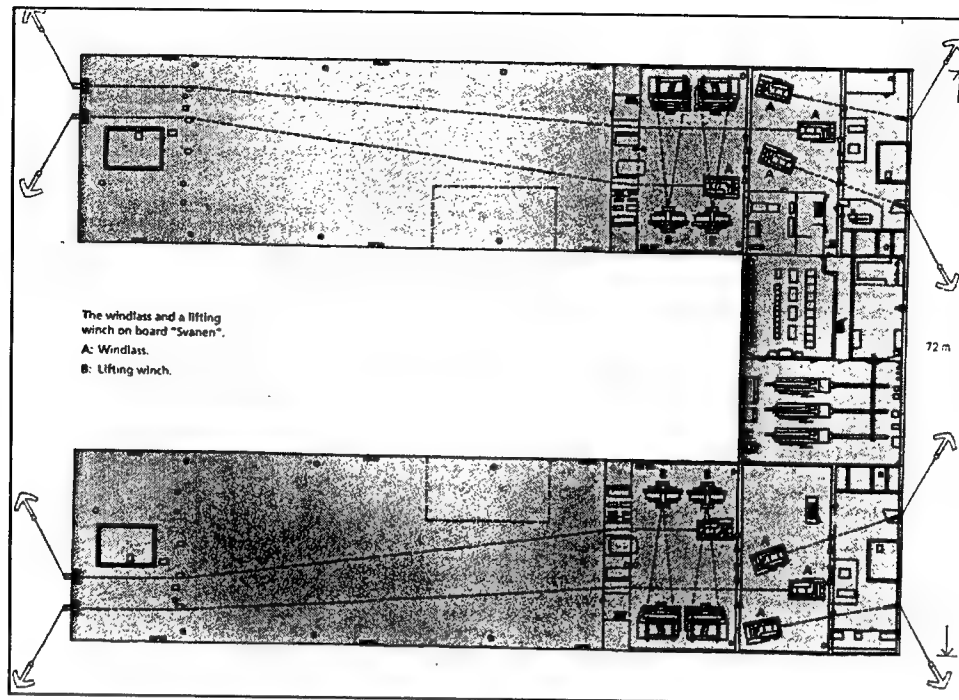 A
A
A
A
B
B
The windlass and a lifting
winch on board "Svanen".
A: Windlass.
B: Lifting winch.
72 m
B
B
A
A
A